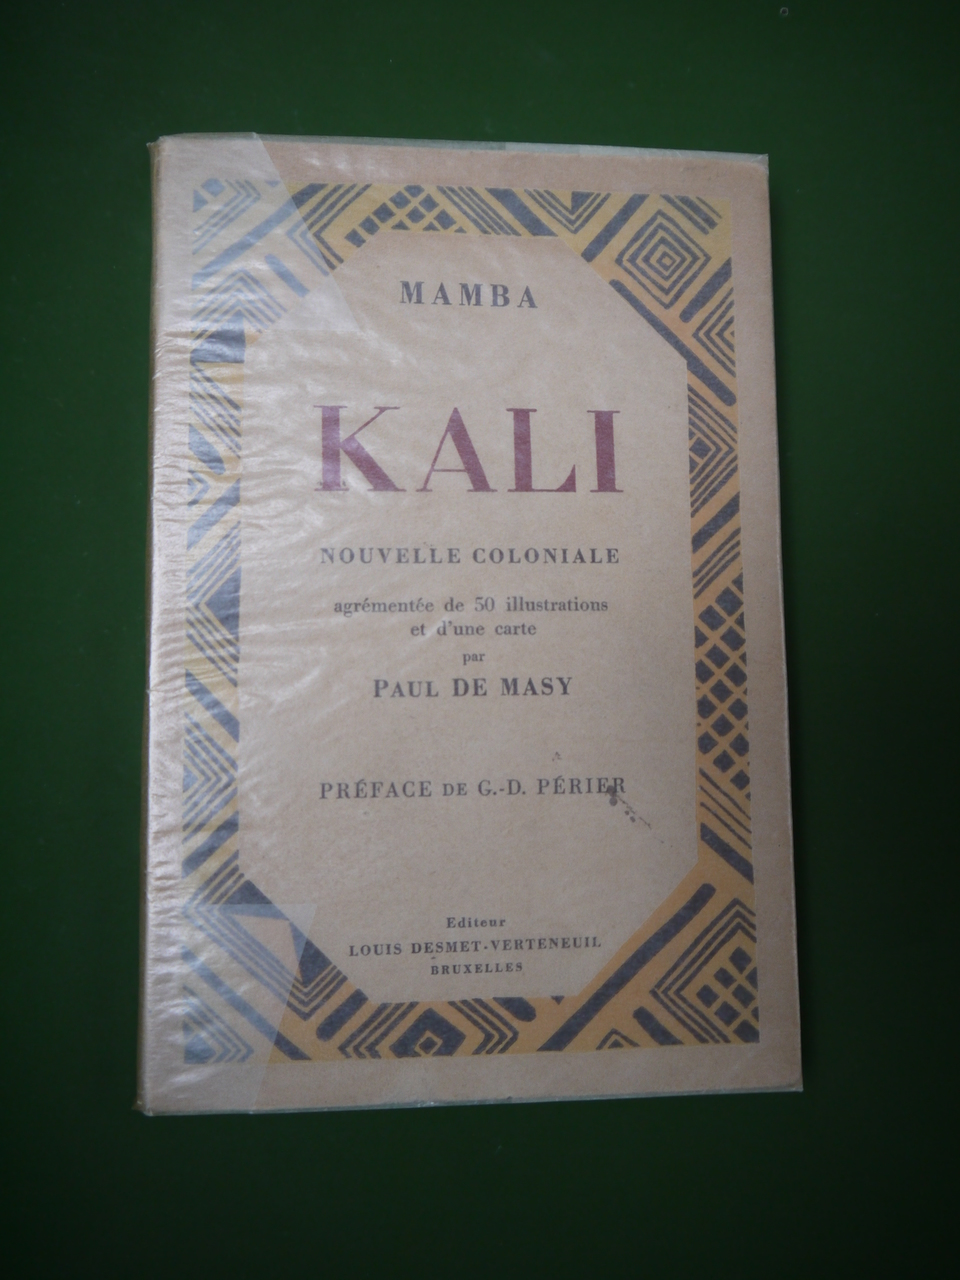 MAMBA
KALI
NOUVELLE COLONIALE
agrémentée de 50 illustrations
et d'une carte
par
PAUL DE MASY
PRÉFACE DE G.-D. PÉRIER
Editeur
LOUIS DESMET-VERTENEUIL
BRUXELLES